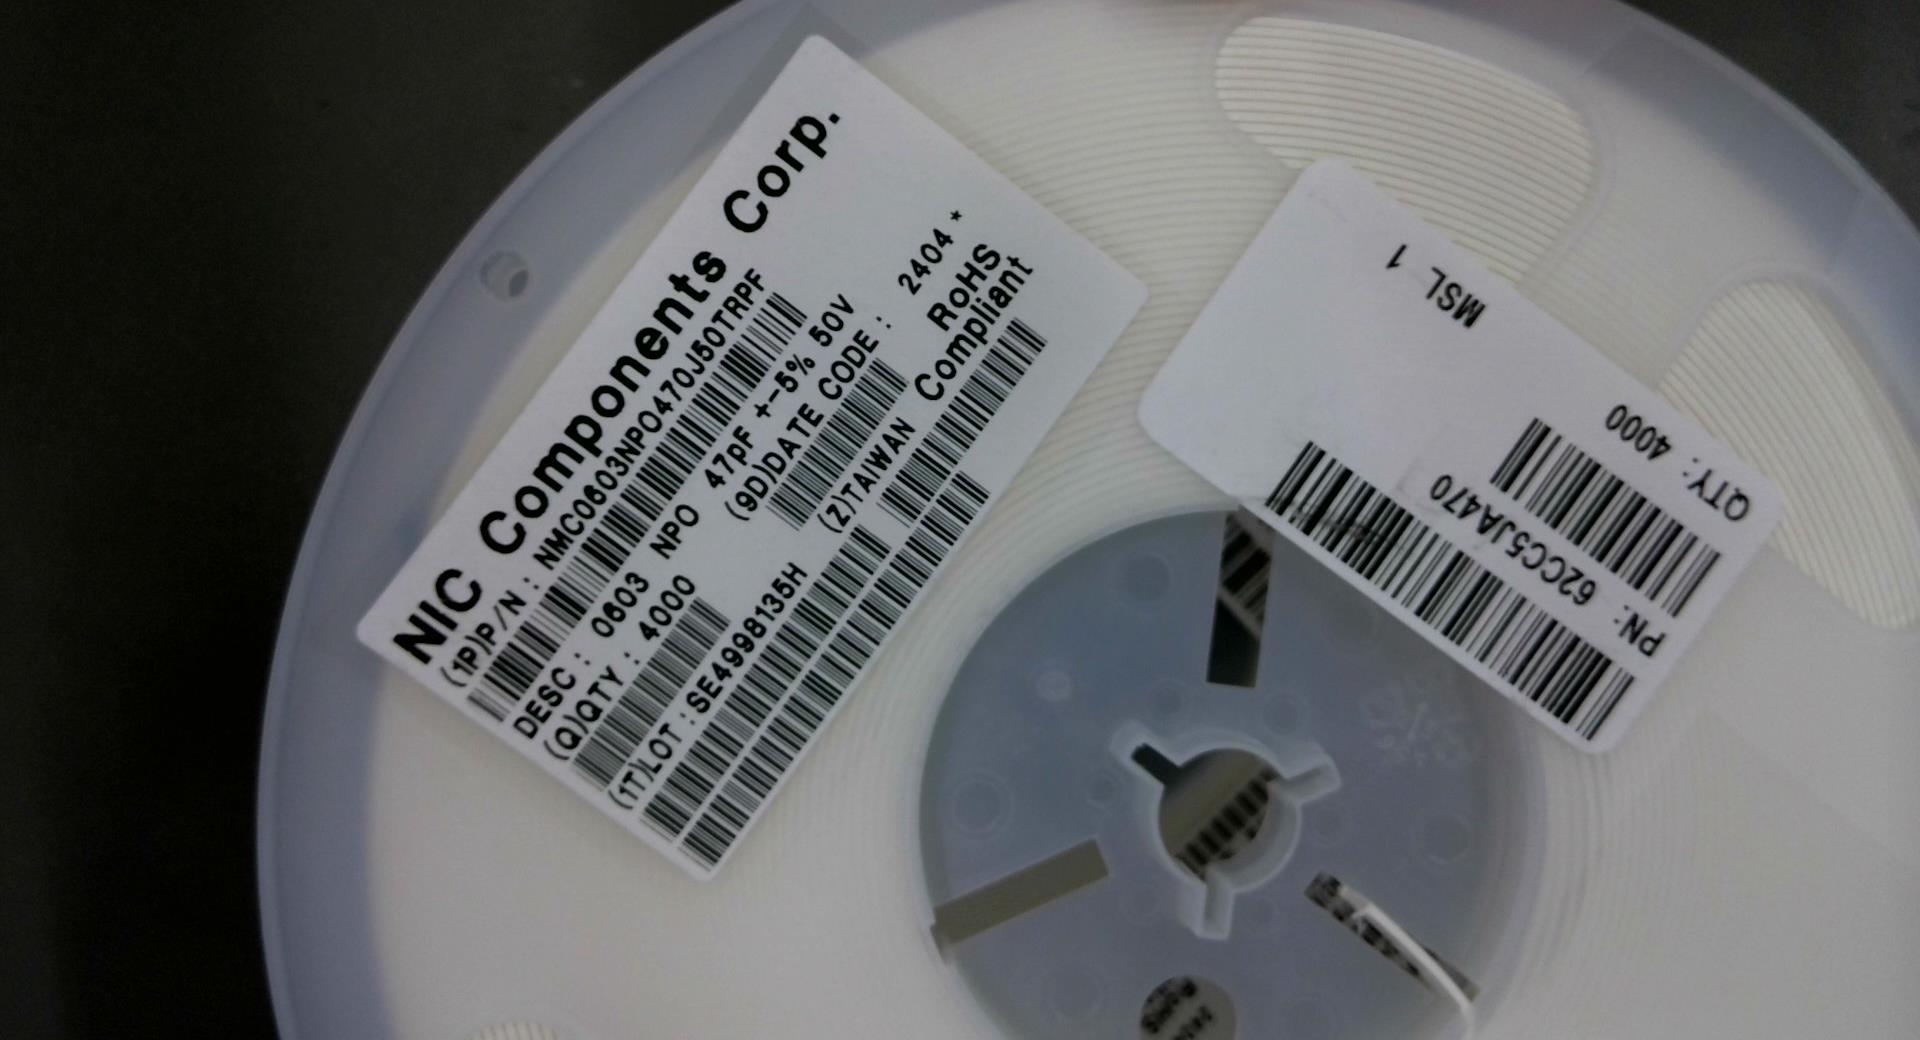 NIC Components Corp.
(1P)P/N : NMC0603NPO470J50TRPF
DESC : 0603 NPO 47pF +-5% 50V
(Q)QTY : 4000 (9D)DATE CODE : 2404 *
(1T)LOT : SE4998135H (Z)TAIWAN RoHS
Compliant
PN: 62CC5JA470
QTY: 4000
MSL 1